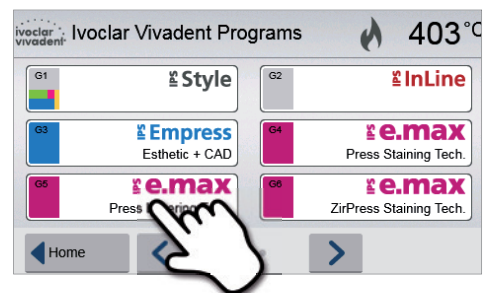 ivoclar
vivadent
Ivoclar Vivadent Programs
403°C
G1
IPS Style
G2
IPS InLine
G3
IPS Empress
Esthetic + CAD
G4
IPS e.max
Press Staining Tech.
G5
IPS e.max
Press
G6
IPS e.max
ZirPress Staining Tech.
Home